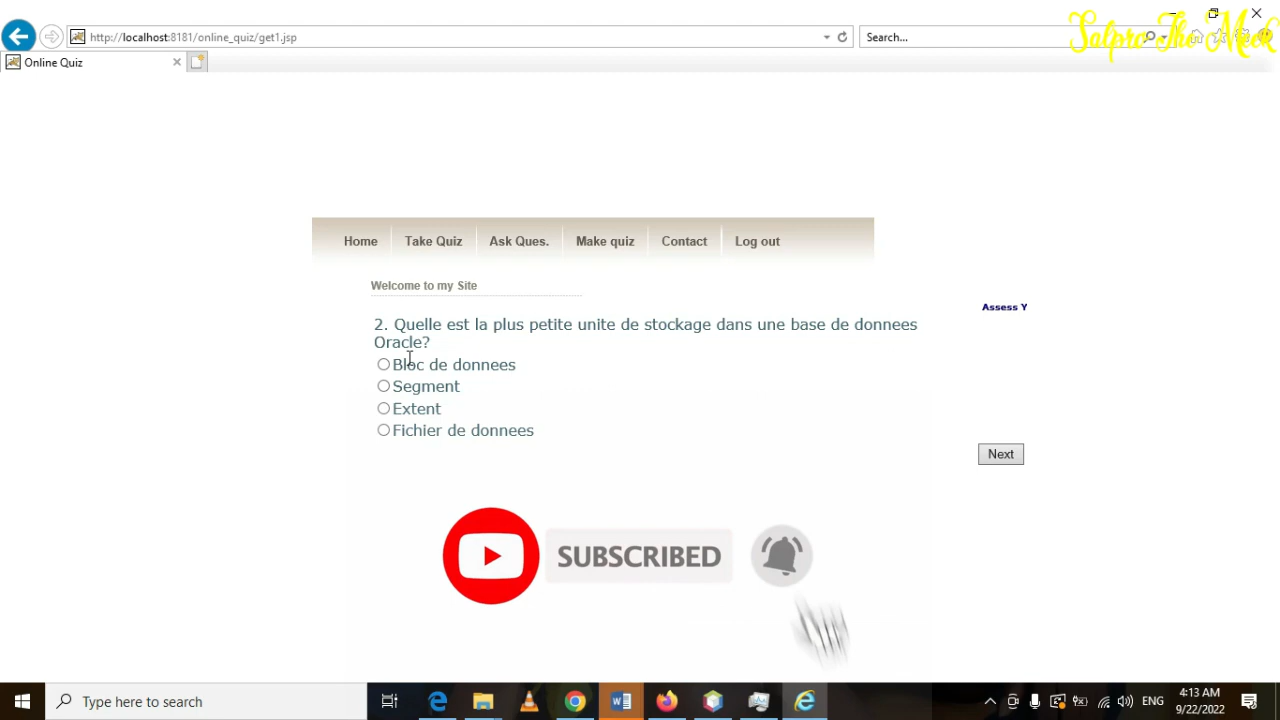 http://localhost:8181/online_quiz/get1.jsp
Search...
Salpro The Meek
Online Quiz
Home
Take Quiz
Ask Ques.
Make quiz
Contact
Log out
Welcome to my Site
Assess Y
2. Quelle est la plus petite unite de stockage dans une base de donnees
Oracle?
Bloc de donnees
Segment
Extent
Fichier de donnees
Next
SUBSCRIBED
Type here to search
ENG
4:13 AM
9/22/2022